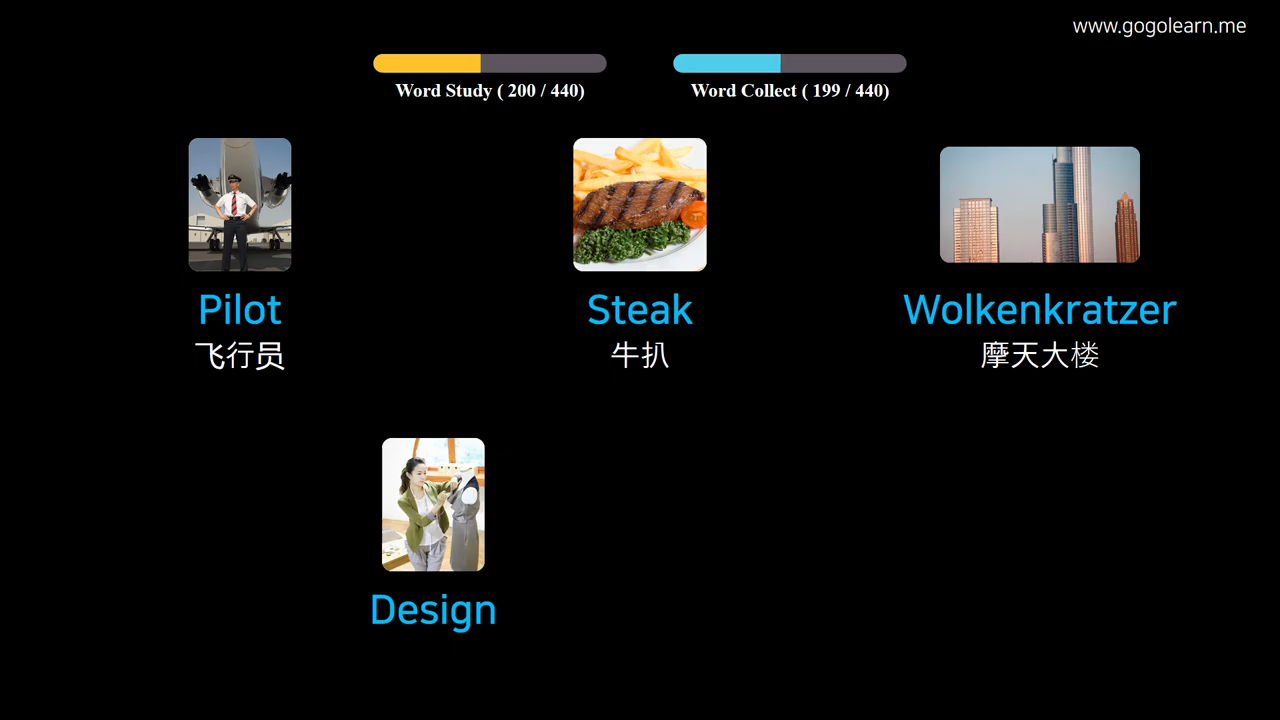 www.gogolearn.me
Word Study ( 200 / 440)
Word Collect ( 199 / 440)
Pilot
飞行员
Steak
牛扒
Wolkenkratzer
摩天大楼
Design